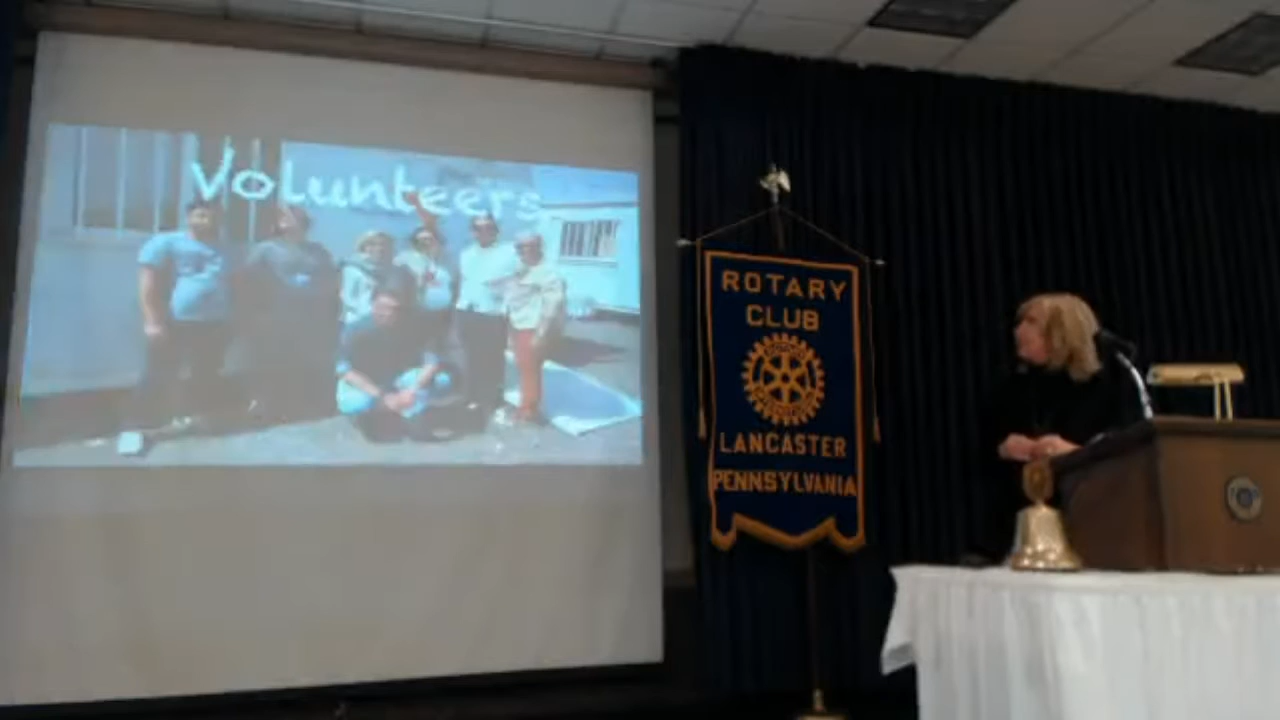 Volunteers
ROTARY
CLUB
LANCASTER
PENNSYLVANIA